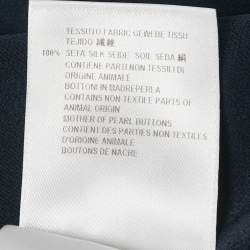 TESSUTO FABRIC GEWEBE TISSU
TEJIDO 繊維
100% SETA SILK SEIDE SOIE SEDA 絹
CONTIENE PARTI NON TESSILI DI
ORIGINE ANIMALE
BOTTONI IN MADREPERLA
CONTAINS NON TEXTILE PARTS OF
ANIMAL ORIGIN
MOTHER OF PEARL BUTTONS
CONTIENT DES PARTIES NON TEXTILES
D'ORIGINE ANIMALE
BOUTONS DE NACRE